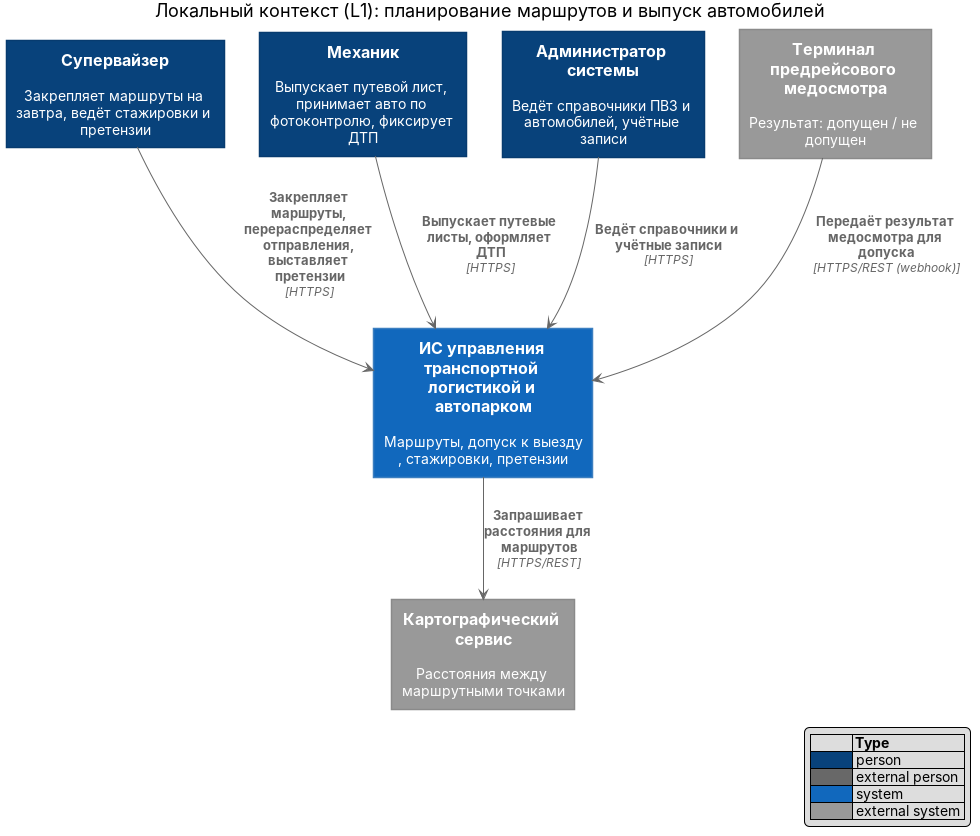 Локальный контекст (L1): планирование маршрутов и выпуск автомобилей
Супервайзер
Закрепляет маршруты на
завтра, ведёт стажировки и
претензии
Механик
Выпускает путевой лист,
принимает авто по
фотоконтролю, фиксирует
ДТП
Администратор
системы
Ведёт справочники ПВЗ и
автомобилей, учётные
записи
Терминал
предрейсового
медосмотра
Результат: допущен / не
допущен
Закрепляет
маршруты,
перераспределяет
отправления,
выставляет
претензии
[HTTPS]
Выпускает путевые
листы, оформляет
ДТП
[HTTPS]
Ведёт справочники и
учётные записи
[HTTPS]
Передаёт результат
медосмотра для
допуска
[HTTPS/REST (webhook)]
ИС управления
транспортной
логистикой и
автопарком
Маршруты, допуск к выезду
, стажировки, претензии
Запрашивает
расстояния для
маршрутов
[HTTPS/REST]
Картографический
сервис
Расстояния между
маршрутными точками
Type
person
external person
system
external system